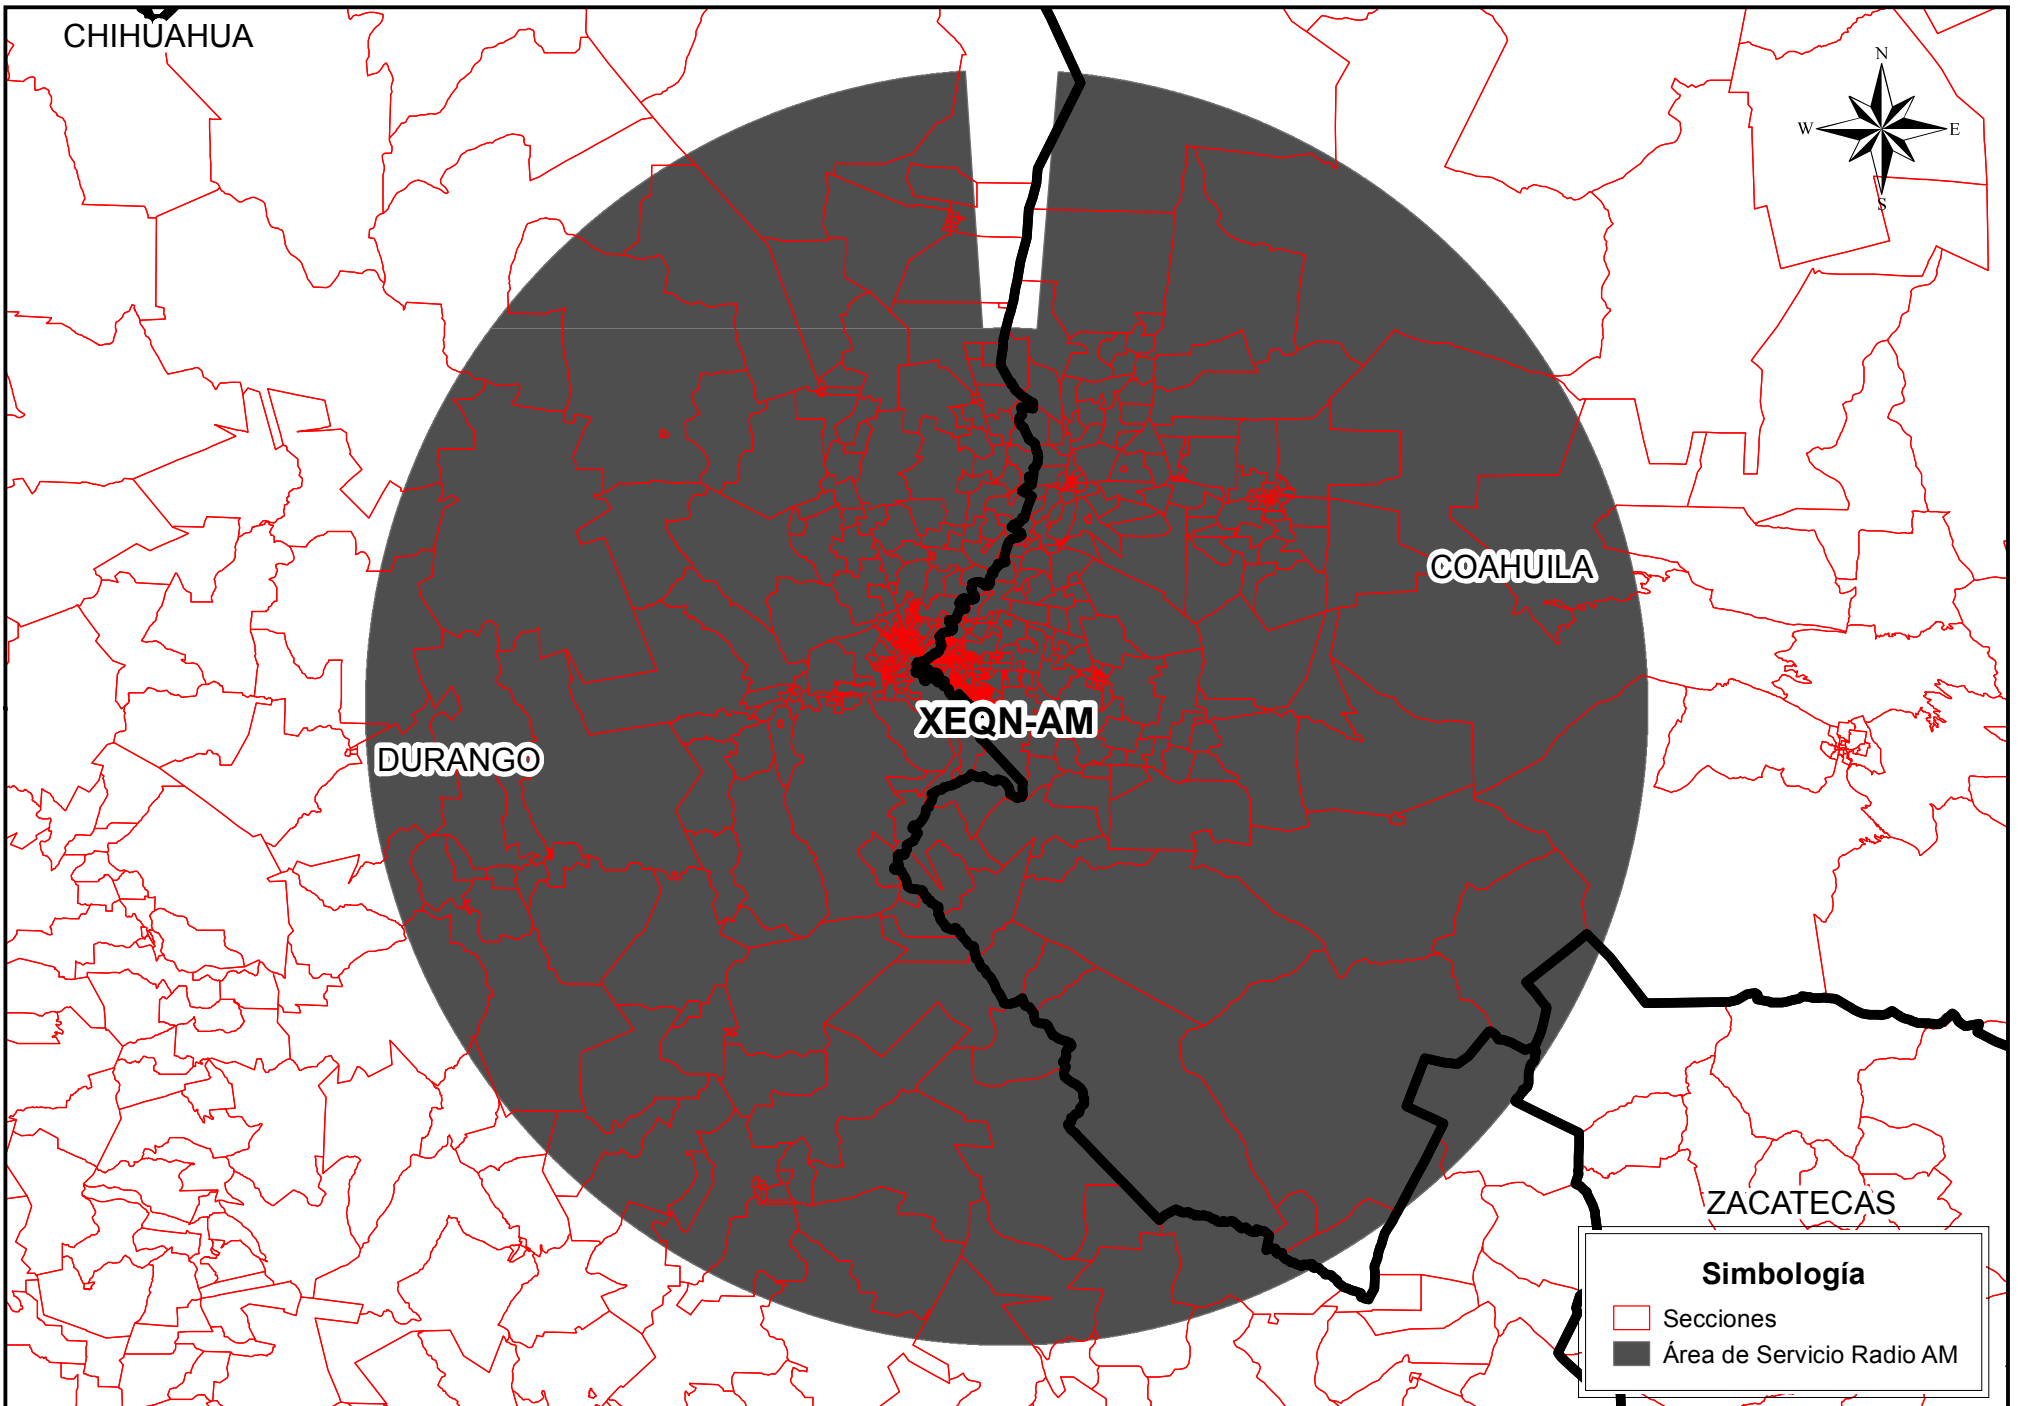 CHIHUAHUA
N
W
E
S
COAHUILA
XEQN-AM
DURANGO
ZACATECAS
Simbología
Secciones
Área de Servicio Radio AM